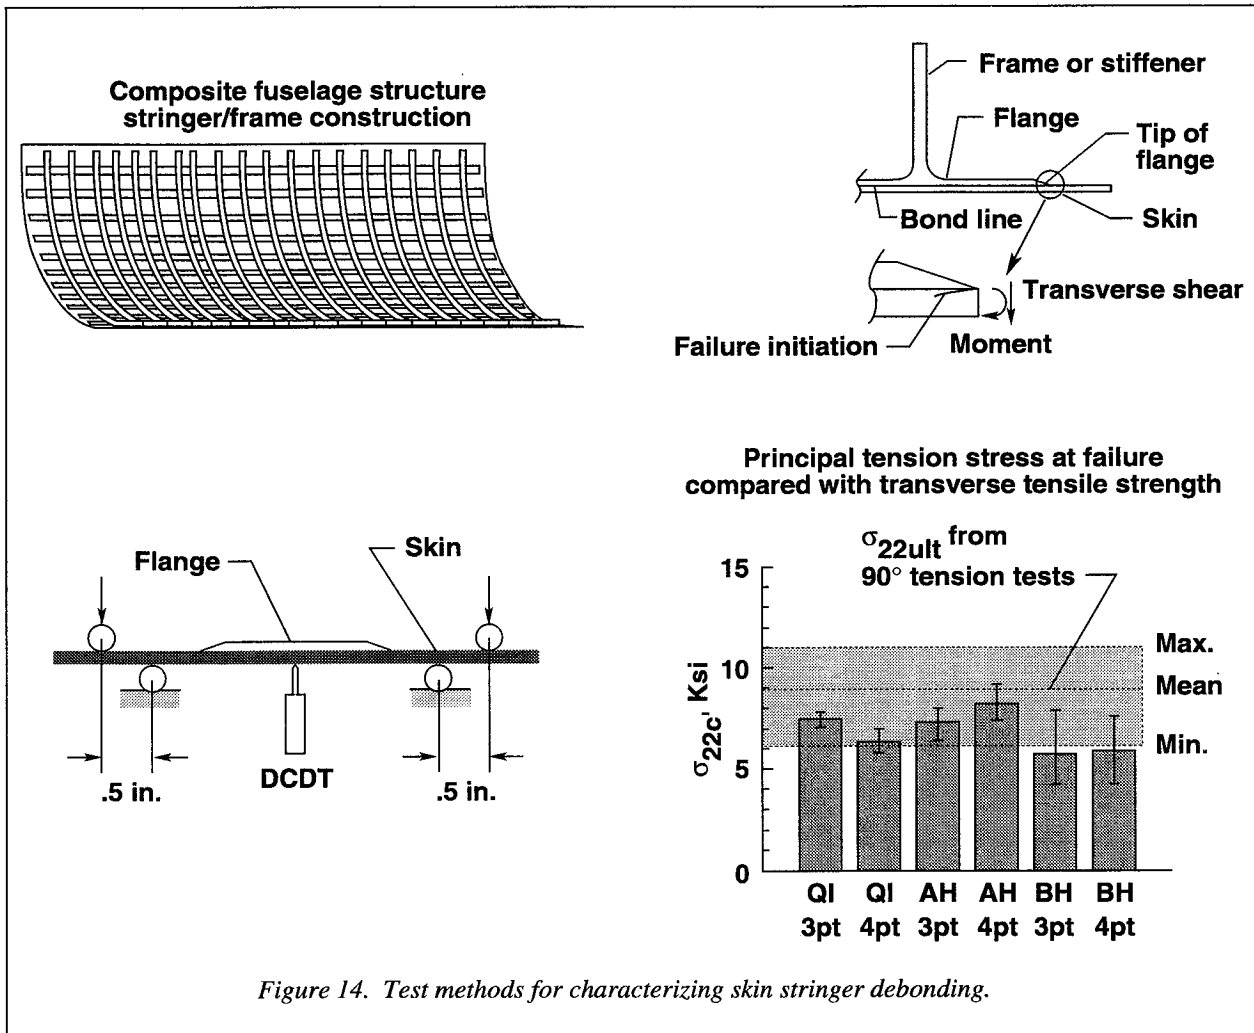 Composite fuselage structure
stringer/frame construction
Frame or stiffener
Flange
Tip of
flange
Bond line
Skin
Transverse shear
Failure initiation
Moment
Flange
Skin
.5 in.
DCDT
.5 in.
Principal tension stress at failure
compared with transverse tensile strength
σ22ult from
90° tension tests
σ22c, Ksi
15
10
5
0
Max.
Mean
Min.
QI QI AH AH BH BH
3pt 4pt 3pt 4pt 3pt 4pt
Figure 14. Test methods for characterizing skin stringer debonding.